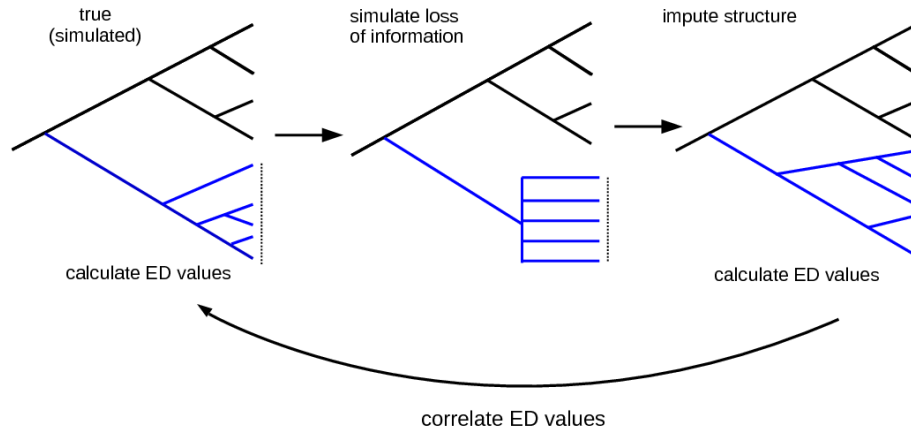 true
(simulated)
simulate loss
of information
impute structure
calculate ED values
calculate ED values
correlate ED values